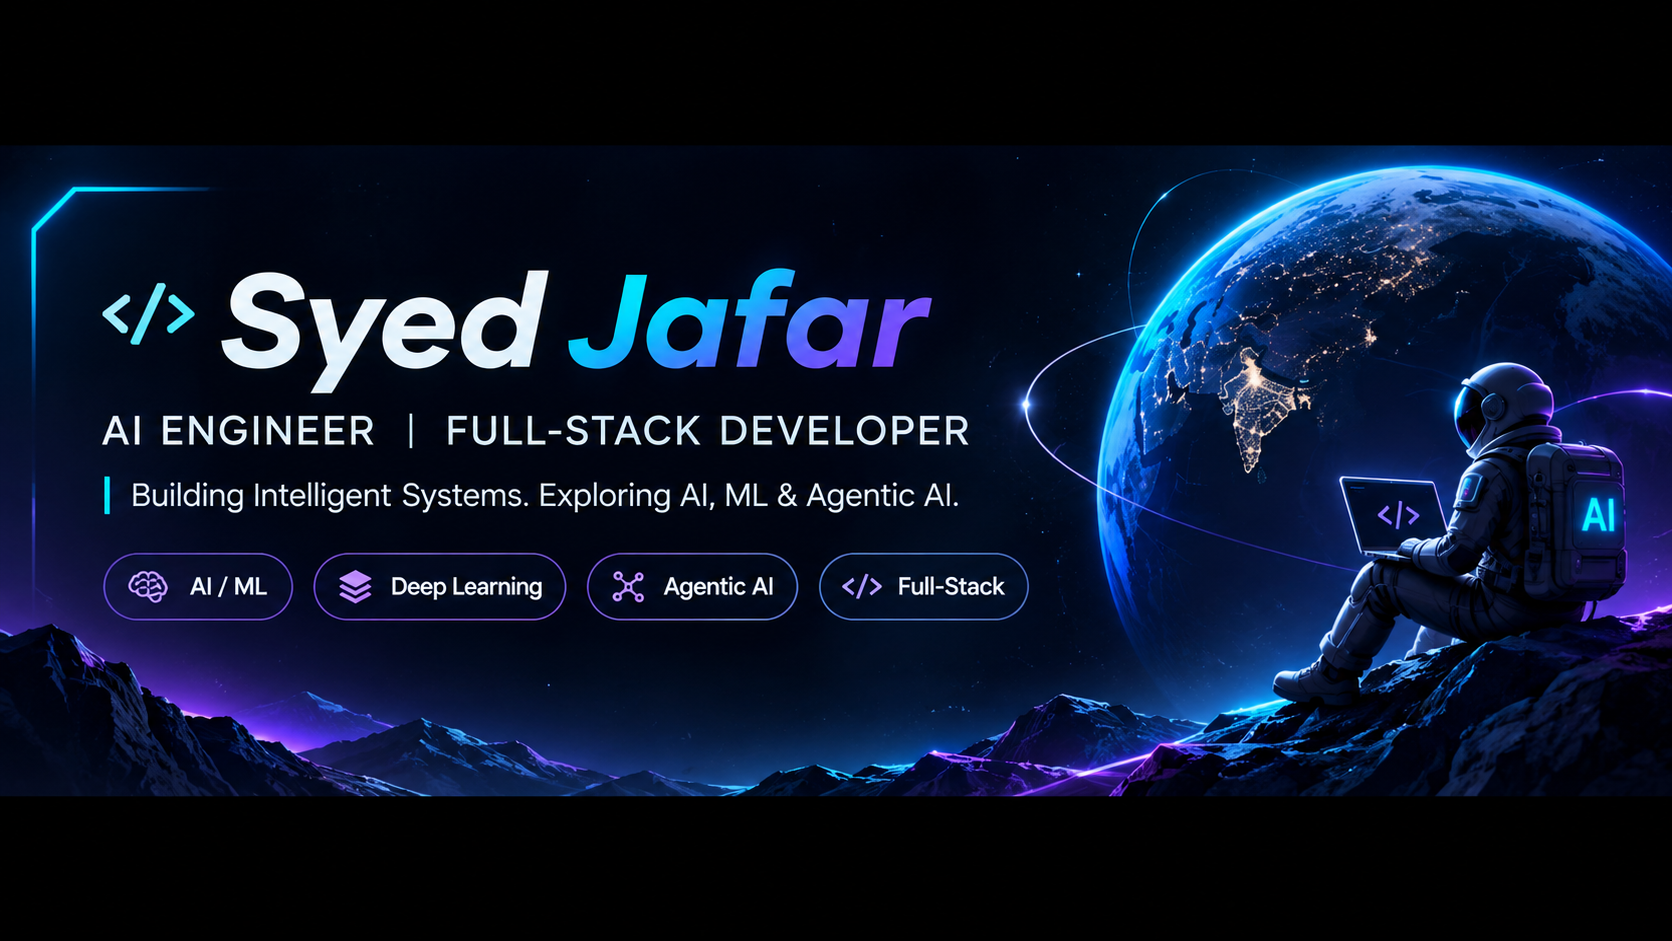 </> Syed Jafar
AI ENGINEER | FULL-STACK DEVELOPER
Building Intelligent Systems. Exploring AI, ML & Agentic AI.
AI / ML
Deep Learning
Agentic AI
</> Full-Stack
</>
AI